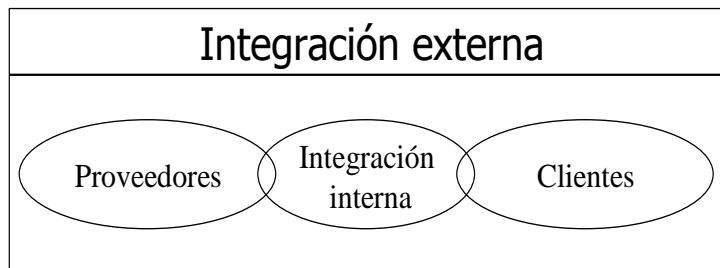 Integración externa
Proveedores
Integración
interna
Clientes